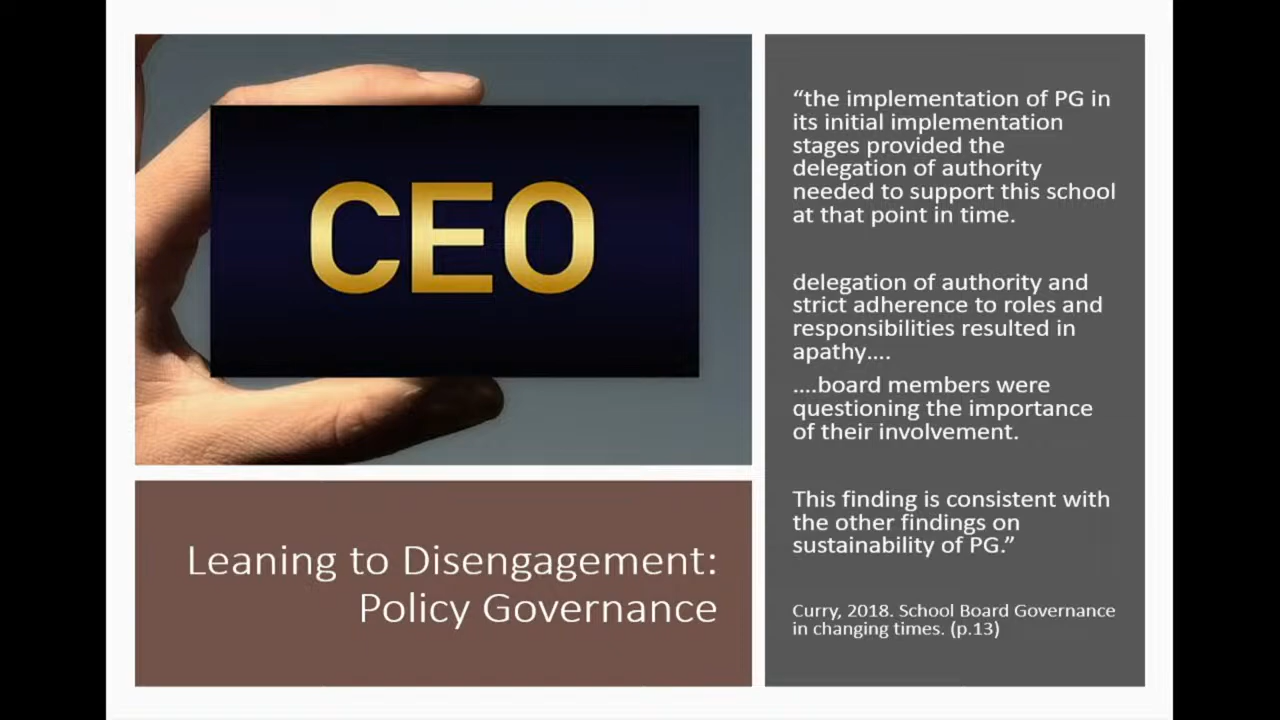 CEO
Leaning to Disengagement:
Policy Governance
“the implementation of PG in
its initial implementation
stages provided the
delegation of authority
needed to support this school
at that point in time.
delegation of authority and
strict adherence to roles and
responsibilities resulted in
apathy....
....board members were
questioning the importance
of their involvement.
This finding is consistent with
the other findings on
sustainability of PG.”
Curry, 2018. School Board Governance
in changing times. (p.13)